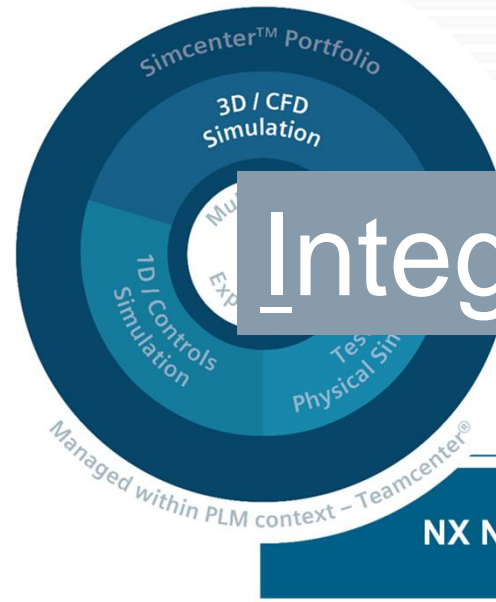 Simcenter™ Portfolio
3D / CFD
Simulation
Integ
1D / Controls
Simulation
Physical
Managed within PLM context – Teamcenter®
NX N